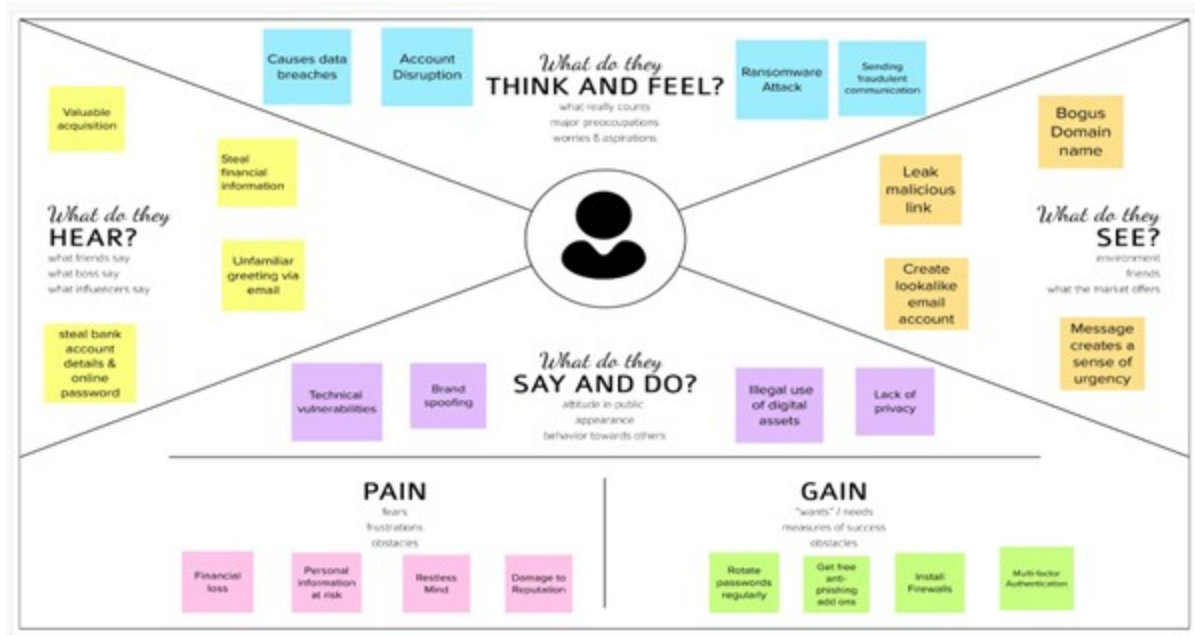 What do they
THINK AND FEEL?
what really counts
major preoccupations
worries & aspirations
Causes data
breaches
Account
Disruption
Ransomware
Attack
Sending
fraudulent
communication
What do they
HEAR?
what friends say
what boss say
what influencers say
Valuable
acquisition
Steal
financial
information
Unfamiliar
greeting via
email
steal bank
account
details &
online
password
What do they
SEE?
environment
friends
what the market offers
Bogus
Domain
name
Leak
malicious
link
Create
lookalike
email
account
Message
creates a
sense of
urgency
What do they
SAY AND DO?
attitude in public
appearance
behavior towards others
Technical
vulnerabilities
Brand
spoofing
Illegal use
of digital
assets
Lack of
privacy
PAIN
fears
frustrations
obstacles
Financial
loss
Personal
information
at risk
Restless
Mind
Damage to
Reputation
GAIN
"wants" / needs
measures of success
obstacles
Rotate
passwords
regularly
Get free
anti-
phishing
add ons
Install
Firewalls
Multi-factor
Authentication